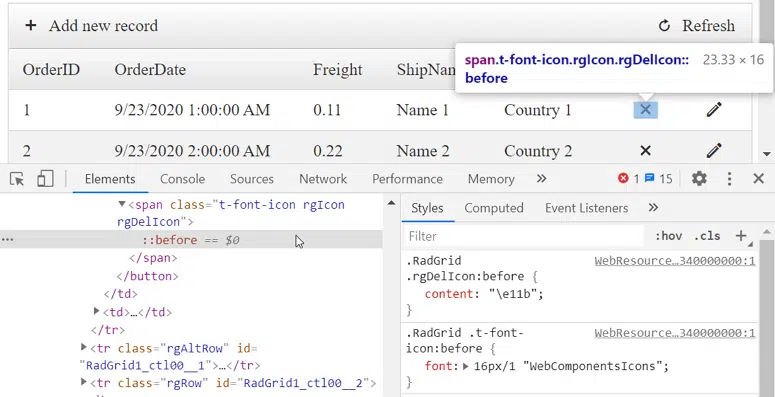 + Add new record Refresh
span.t-font-icon.rgIcon.rgDelIcon:: 23.33 × 16
before
OrderID OrderDate Freight ShipNam
1 9/23/2020 1:00:00 AM 0.11 Name 1 Country 1
2 9/23/2020 2:00:00 AM 0.22 Name 2 Country 2
Elements Console Sources Network Performance Memory » 1 15
▼<span class="t-font-icon rgIcon
rgDelIcon">
… ::before == $0
</span>
</button>
</td>
▶<td>…</td>
</tr>
▶<tr class="rgAltRow" id=
"RadGrid1_ctl00__1">…</tr>
▶<tr class="rgRow" id="RadGrid1_ctl00__2">
Styles Computed Event Listeners »
Filter :hov .cls +
.RadGrid WebResource…340000000:1
.rgDelIcon:before {
content: "\e11b";
}
.RadGrid .t-font- WebResource…340000000:1
icon:before {
font:▶ 16px/1 "WebComponentsIcons";
}